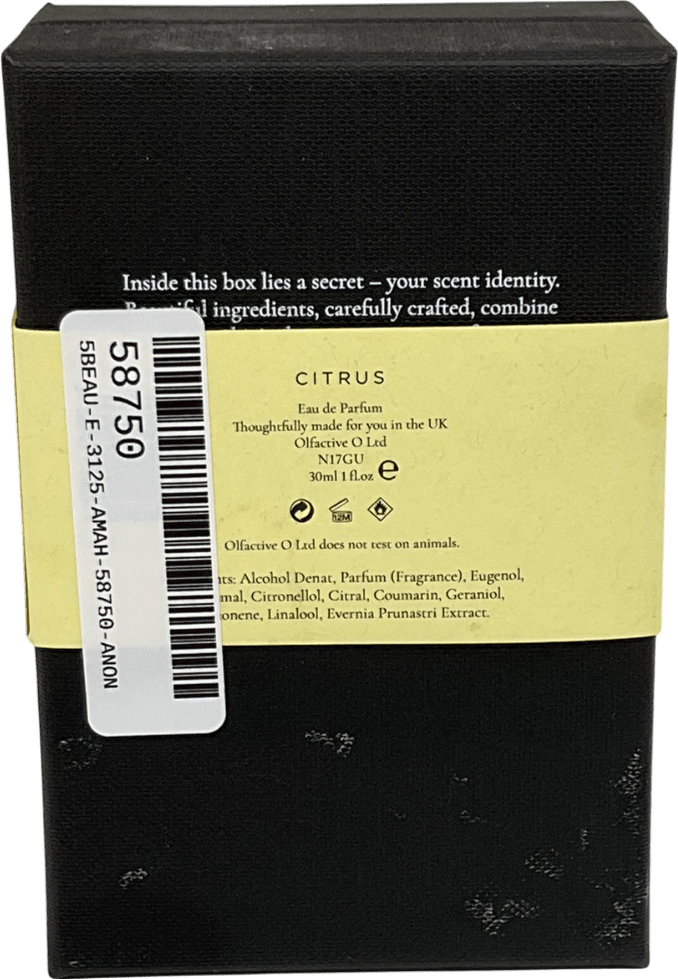 Inside this box lies a secret – your scent identity.
Beautiful ingredients, carefully crafted, combine
CITRUS
Eau de Parfum
Thoughtfully made for you in the UK
Olfactive O Ltd
N17GU
30ml 1 fl.oz e
12M
Olfactive O Ltd does not test on animals.
Alcohol Denat, Parfum (Fragrance), Eugenol,
Citronellol, Citral, Coumarin, Geraniol,
Linalool, Evernia Prunastri Extract.
58750
5BEAU-E-3125-AMAH-58750-ANON